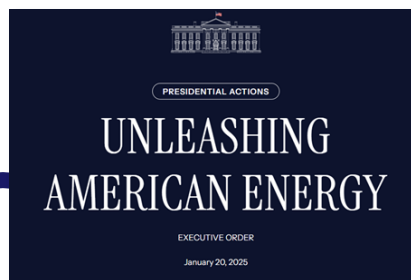 PRESIDENTIAL ACTIONS
UNLEASHING
AMERICAN ENERGY
EXECUTIVE ORDER
January 20, 2025